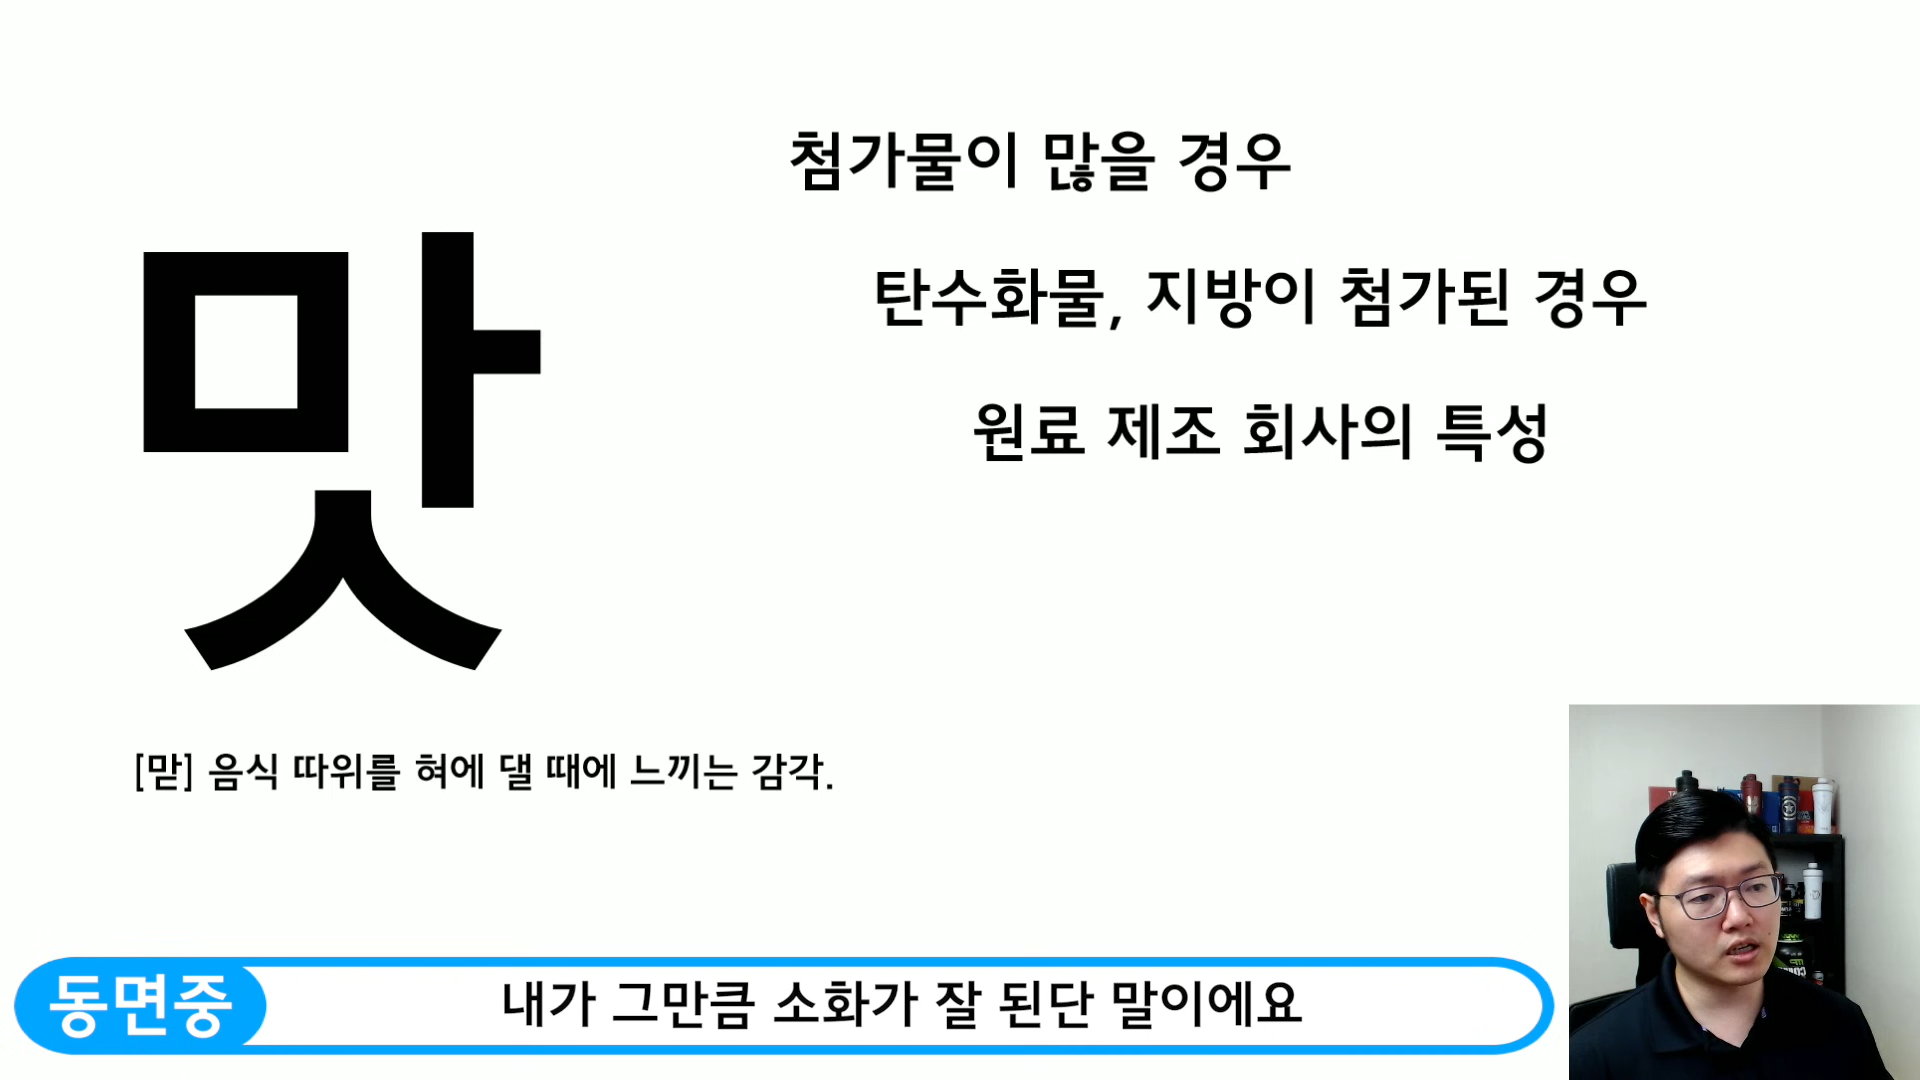 첨가물이 많을 경우
탄수화물, 지방이 첨가된 경우
원료 제조 회사의 특성
맛
[맏] 음식 따위를 혀에 댈 때에 느끼는 감각.
동면중
내가 그만큼 소화가 잘 된단 말이에요